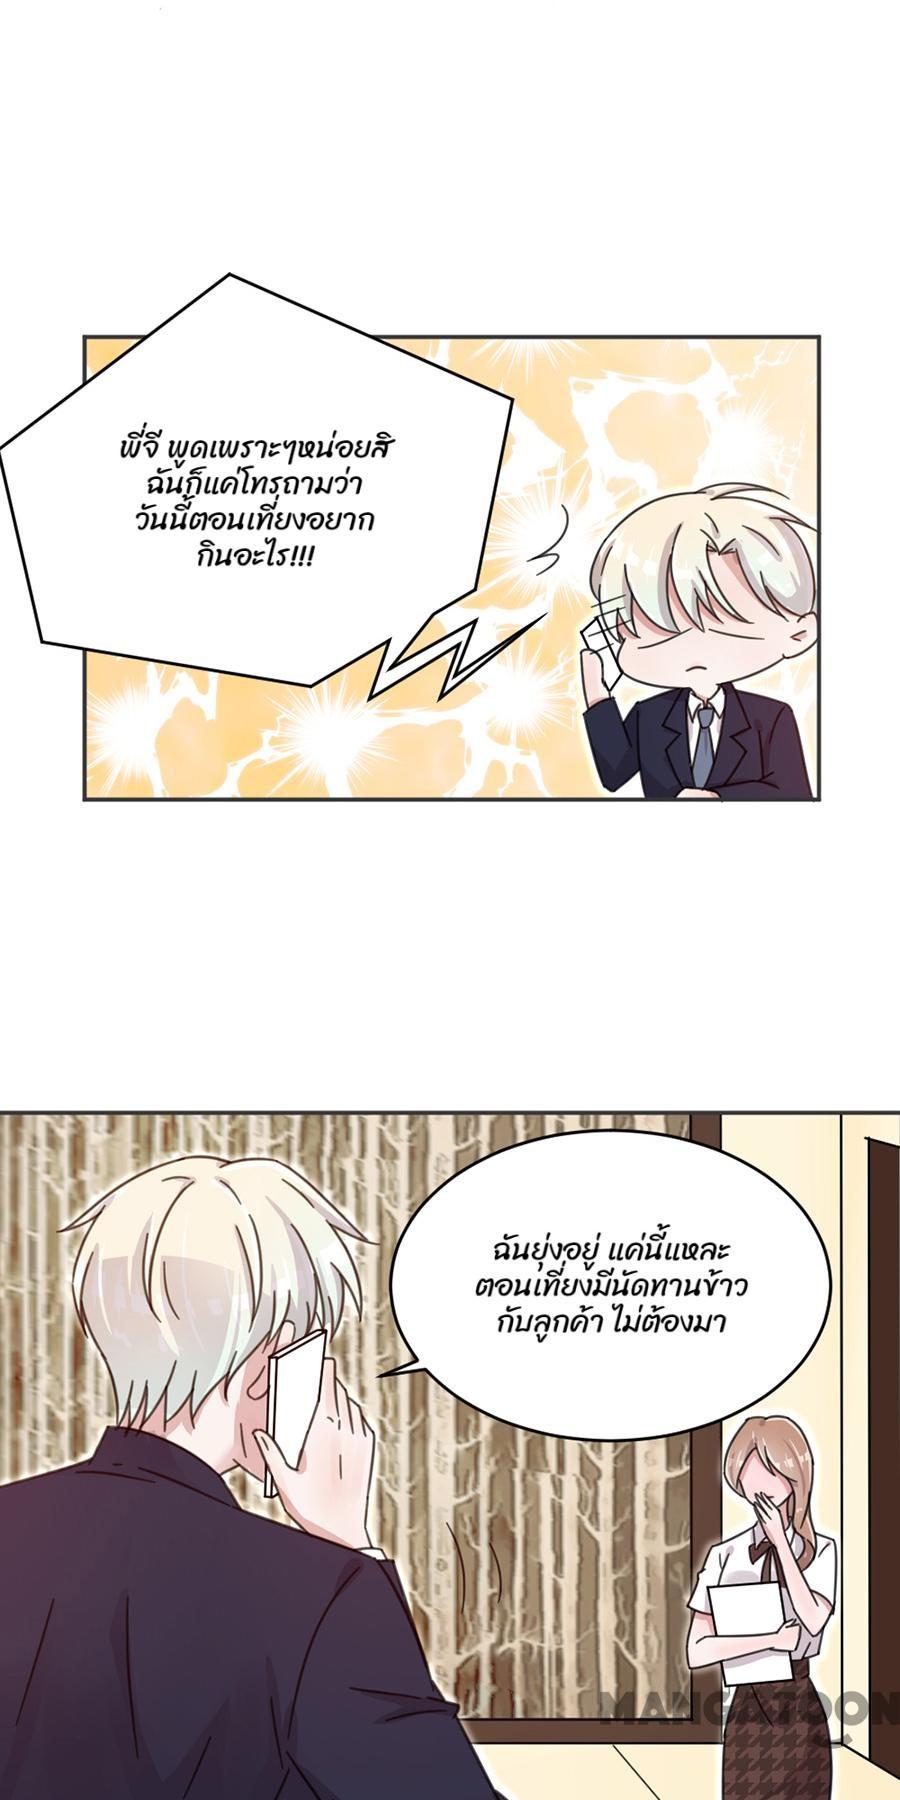 พี่จี พูดเพราะๆหน่อยสิ
ฉันก็แค่โทรถามว่า
วันนี้ตอนเที่ยงอยาก
กินอะไร!!!
ฉันยุ่งอยู่ แค่นี้แหละ
ตอนเที่ยงมีนัดทานข้าว
กับลูกค้า ไม่ต้องมา
MANGATOON